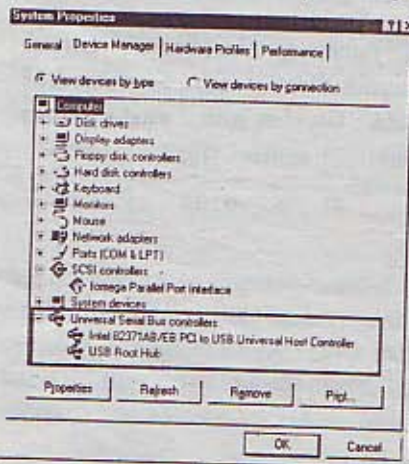 System Properties
General Device Manager Hardware Profiles Performance
View devices by type View devices by connection
Computer
Disk drives
Display adapters
Floppy disk controllers
Hard disk controllers
Keyboard
Monitors
Mouse
Network adapters
Ports (COM & LPT)
SCSI controllers
Iomega Parallel Port Interface
System devices
Universal Serial Bus controllers
Intel 82371AB/EB PCI to USB Universal Host Controller
USB Root Hub
Properties Refresh Remove Print...
OK Cancel